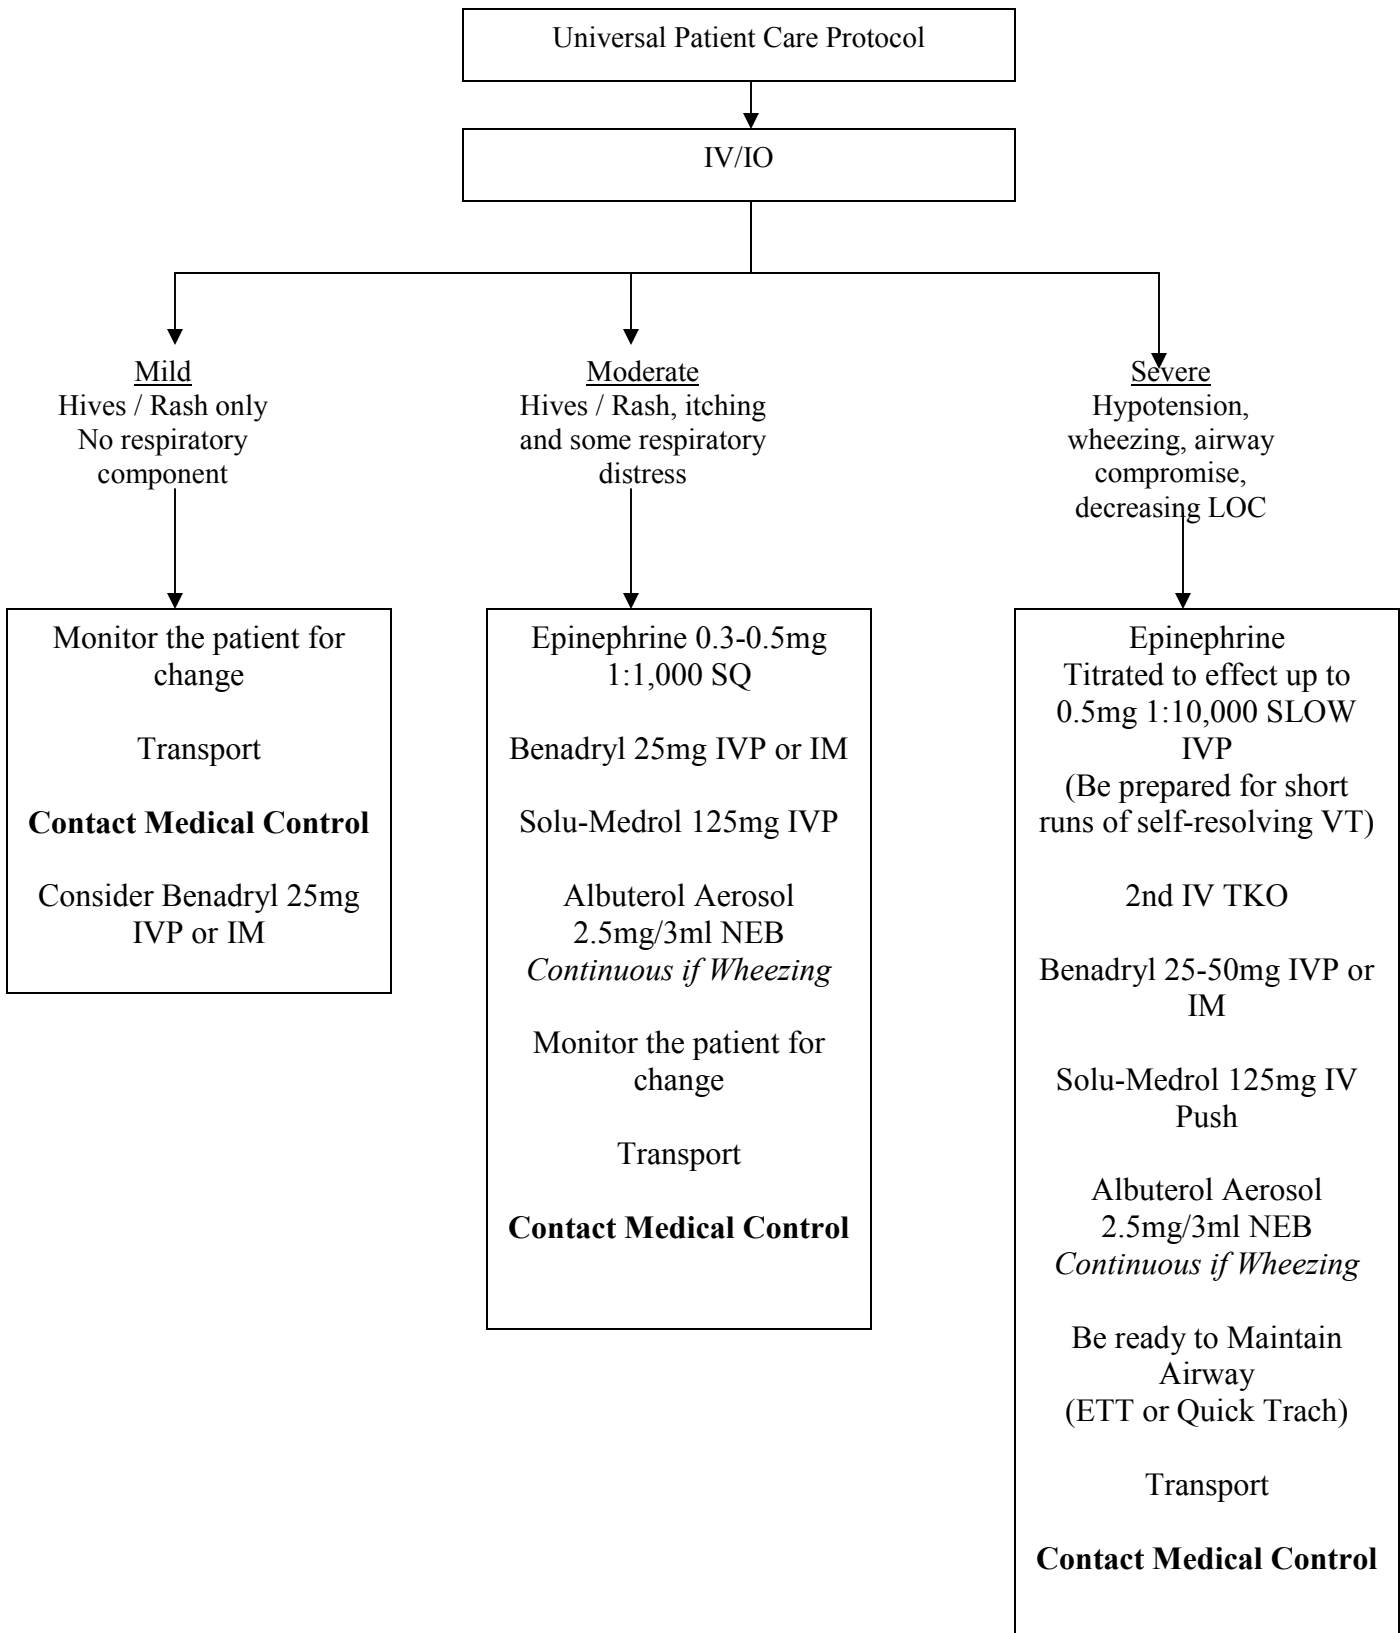 Universal Patient Care Protocol
IV/IO
Mild
Hives / Rash only
No respiratory
component
Moderate
Hives / Rash, itching
and some respiratory
distress
Severe
Hypotension,
wheezing, airway
compromise,
decreasing LOC
Monitor the patient for
change
Transport
Contact Medical Control
Consider Benadryl 25mg
IVP or IM
Epinephrine 0.3-0.5mg
1:1,000 SQ
Benadryl 25mg IVP or IM
Solu-Medrol 125mg IVP
Albuterol Aerosol
2.5mg/3ml NEB
Continuous if Wheezing
Monitor the patient for
change
Transport
Contact Medical Control
Epinephrine
Titrated to effect up to
0.5mg 1:10,000 SLOW
IVP
(Be prepared for short
runs of self-resolving VT)
2nd IV TKO
Benadryl 25-50mg IVP or
IM
Solu-Medrol 125mg IV
Push
Albuterol Aerosol
2.5mg/3ml NEB
Continuous if Wheezing
Be ready to Maintain
Airway
(ETT or Quick Trach)
Transport
Contact Medical Control